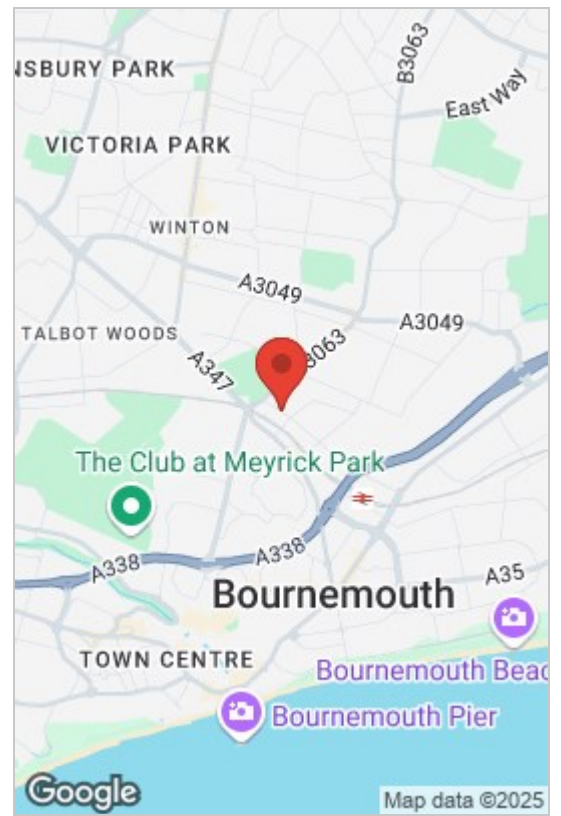 NSBURY PARK
B3063
East Way
VICTORIA PARK
WINTON
A3049
A3049
TALBOT WOODS
3063
A347
The Club at Meyrick Park
A338
A338
A35
Bournemouth
TOWN CENTRE
Bournemouth Beac
Bournemouth Pier
Google
Map data ©2025